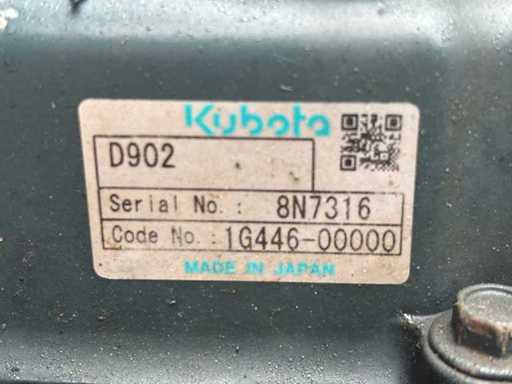 Kubota
D902
Serial No. : 8N7316
Code No. : 1G446-00000
MADE IN JAPAN